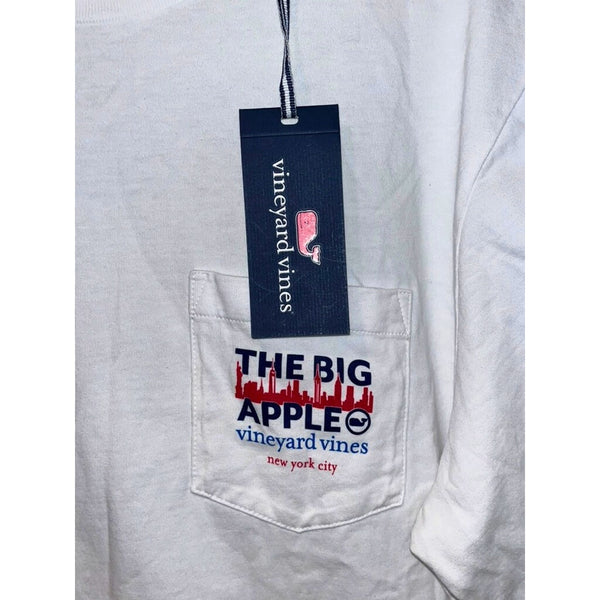 vineyard vines
THE BIG
APPLE
vineyard vines
new york city